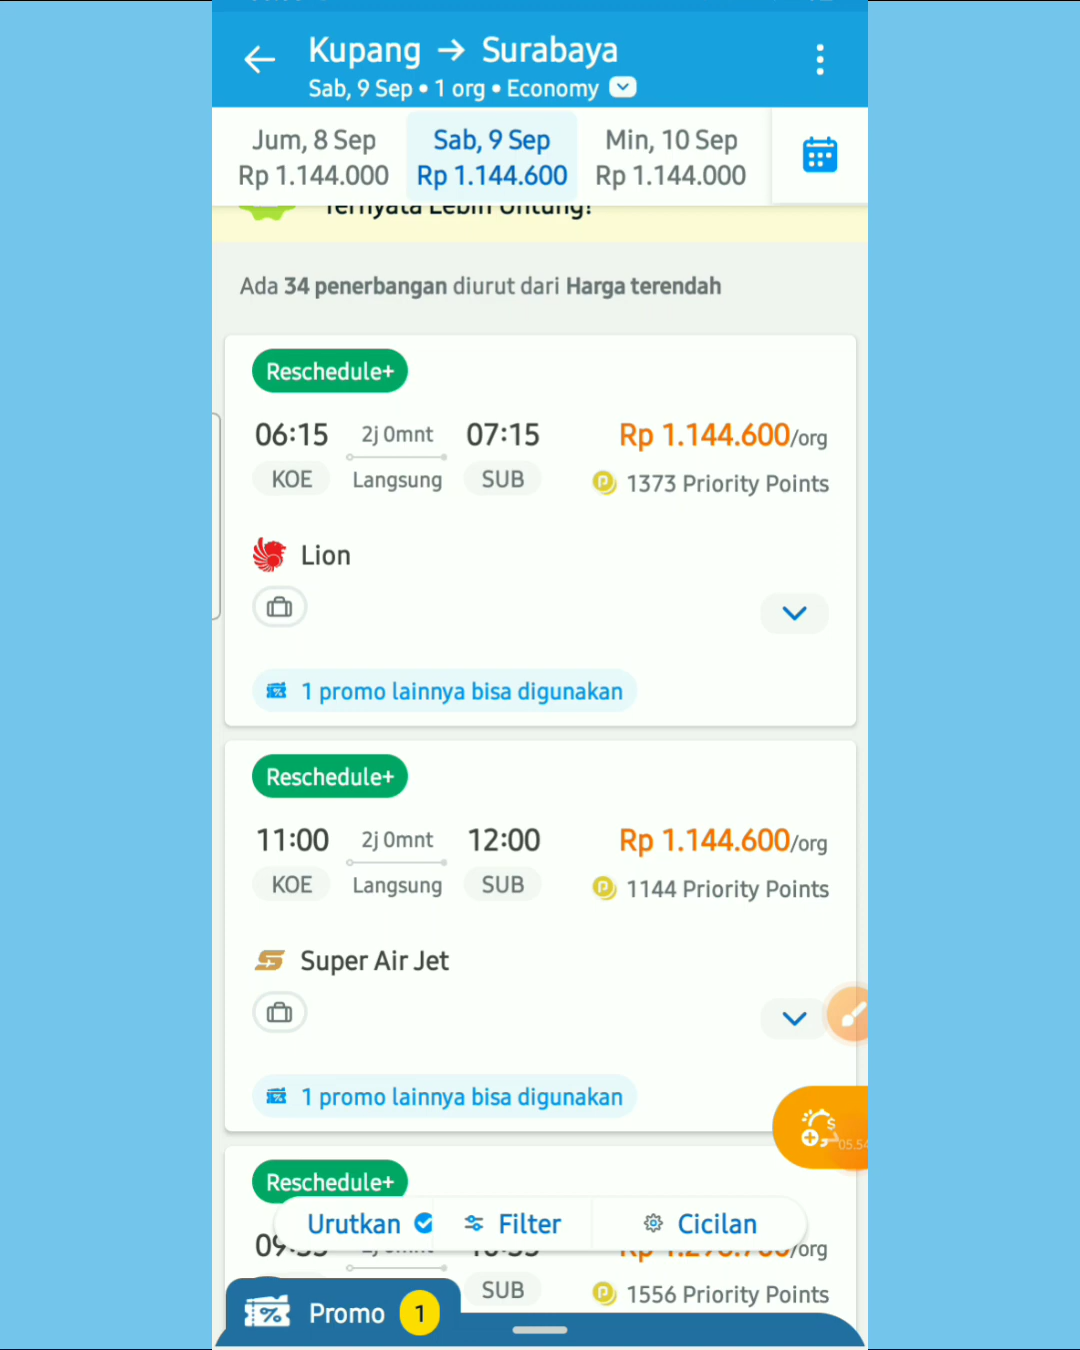 Kupang → Surabaya
Sab, 9 Sep • 1 org • Economy
Jum, 8 Sep
Rp 1.144.000
Sab, 9 Sep
Rp 1.144.600
Min, 10 Sep
Rp 1.144.000
Ternyata Lebih Untung!
Ada 34 penerbangan diurut dari Harga terendah
Reschedule+
06:15 2j 0mnt 07:15 Rp 1.144.600/org
KOE Langsung SUB 1373 Priority Points
Lion
1 promo lainnya bisa digunakan
Reschedule+
11:00 2j 0mnt 12:00 Rp 1.144.600/org
KOE Langsung SUB 1144 Priority Points
Super Air Jet
1 promo lainnya bisa digunakan
05.54
Reschedule+
Urutkan Filter Cicilan
/org
SUB 1556 Priority Points
Promo 1